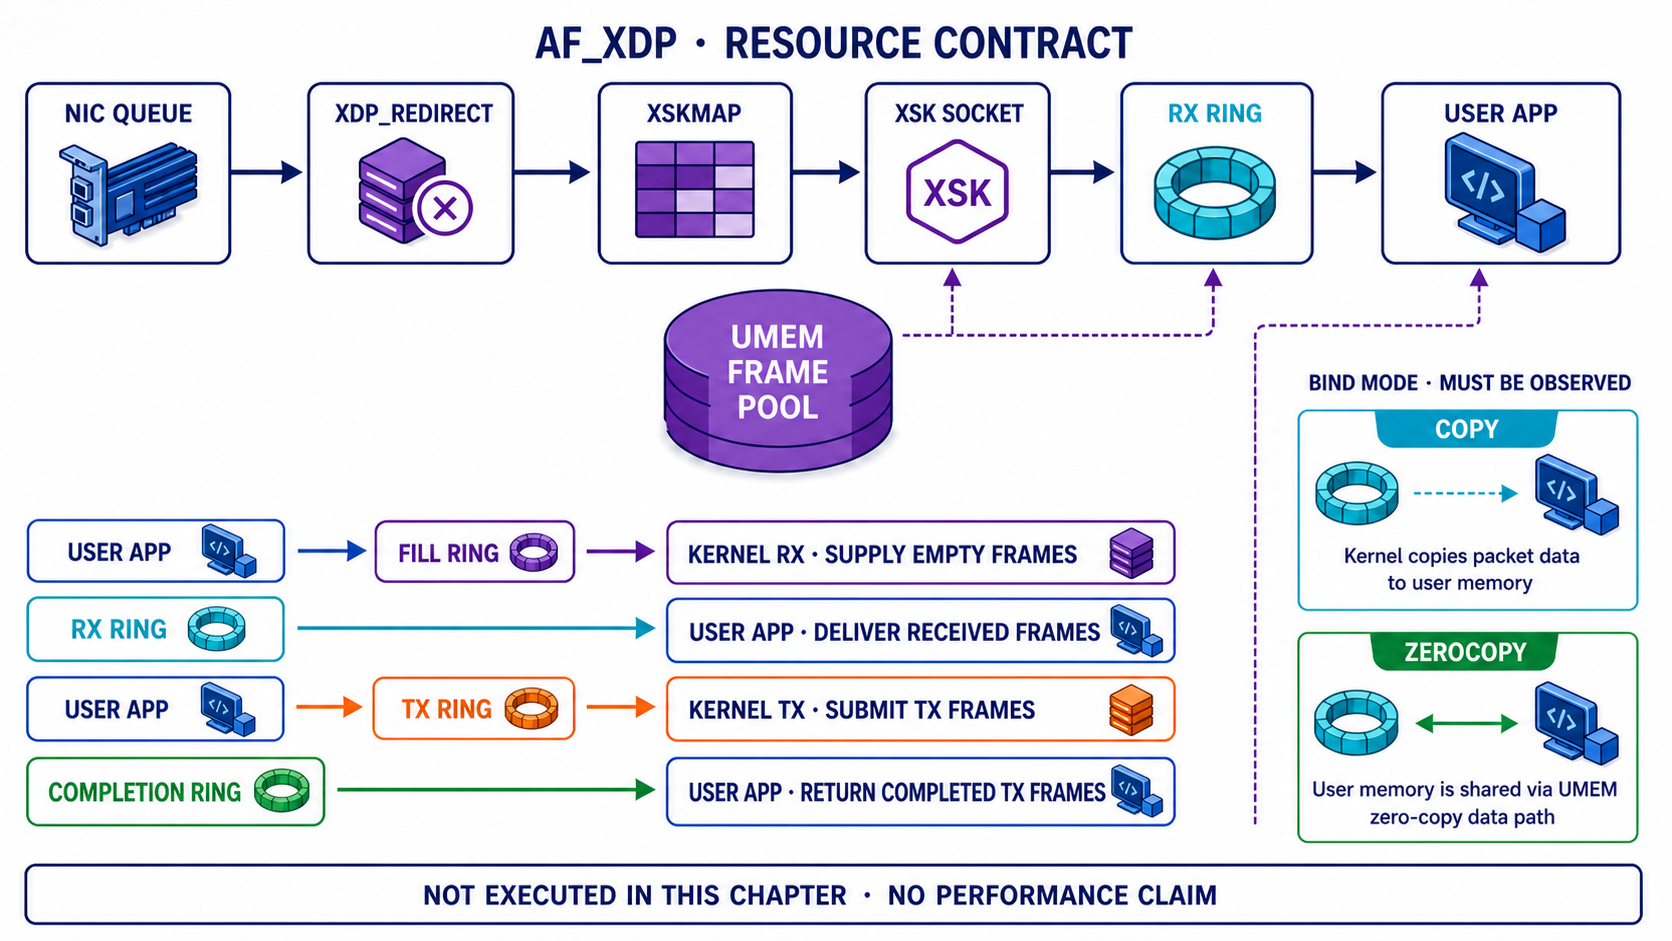 AF_XDP · RESOURCE CONTRACT
NIC QUEUE
XDP_REDIRECT
XSKMAP
XSK SOCKET
XSK
RX RING
USER APP
</>
UMEM
FRAME
POOL
BIND MODE · MUST BE OBSERVED
COPY
</>
Kernel copies packet data
to user memory
ZEROCOPY
</>
User memory is shared via UMEM
zero-copy data path
USER APP
</>
FILL RING
KERNEL RX · SUPPLY EMPTY FRAMES
RX RING
USER APP · DELIVER RECEIVED FRAMES
</>
USER APP
</>
TX RING
KERNEL TX · SUBMIT TX FRAMES
COMPLETION RING
USER APP · RETURN COMPLETED TX FRAMES
</>
NOT EXECUTED IN THIS CHAPTER · NO PERFORMANCE CLAIM